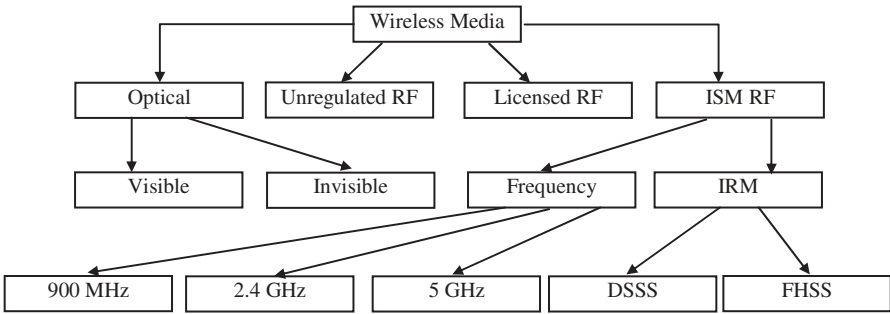 Wireless Media
Optical
Unregulated RF
Licensed RF
ISM RF
Visible
Invisible
Frequency
IRM
900 MHz
2.4 GHz
5 GHz
DSSS
FHSS